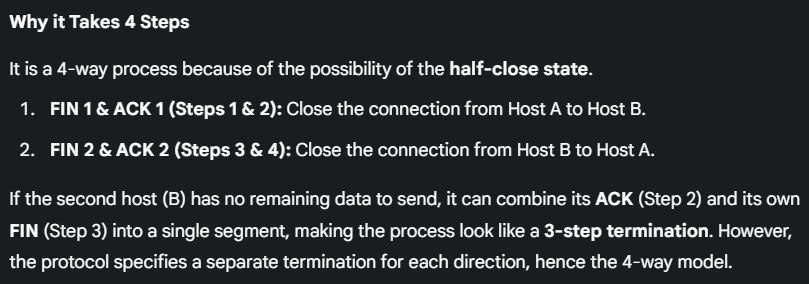 Why it Takes 4 Steps
It is a 4-way process because of the possibility of the half-close state.
1. FIN 1 & ACK 1 (Steps 1 & 2): Close the connection from Host A to Host B.
2. FIN 2 & ACK 2 (Steps 3 & 4): Close the connection from Host B to Host A.
If the second host (B) has no remaining data to send, it can combine its ACK (Step 2) and its own
FIN (Step 3) into a single segment, making the process look like a 3-step termination. However,
the protocol specifies a separate termination for each direction, hence the 4-way model.